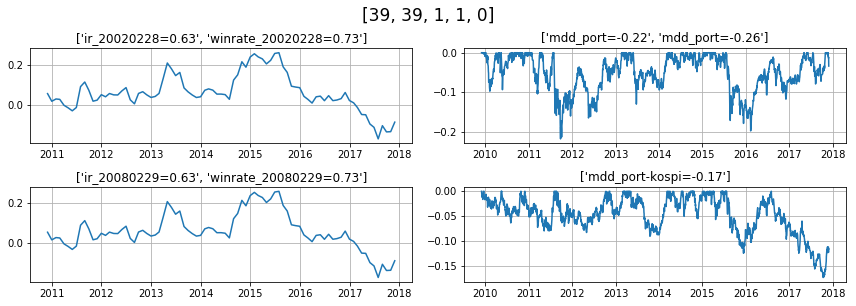 [39, 39, 1, 1, 0]
['ir_20020228=0.63', 'winrate_20020228=0.73']
0.2
0.0
2011 2012 2013 2014 2015 2016 2017 2018
['mdd_port=-0.22', 'mdd_port=-0.26']
0.0
−0.1
−0.2
2010 2011 2012 2013 2014 2015 2016 2017 2018
['ir_20080229=0.63', 'winrate_20080229=0.73']
0.2
0.0
2011 2012 2013 2014 2015 2016 2017 2018
['mdd_port-kospi=-0.17']
0.00
−0.05
−0.10
−0.15
2010 2011 2012 2013 2014 2015 2016 2017 2018